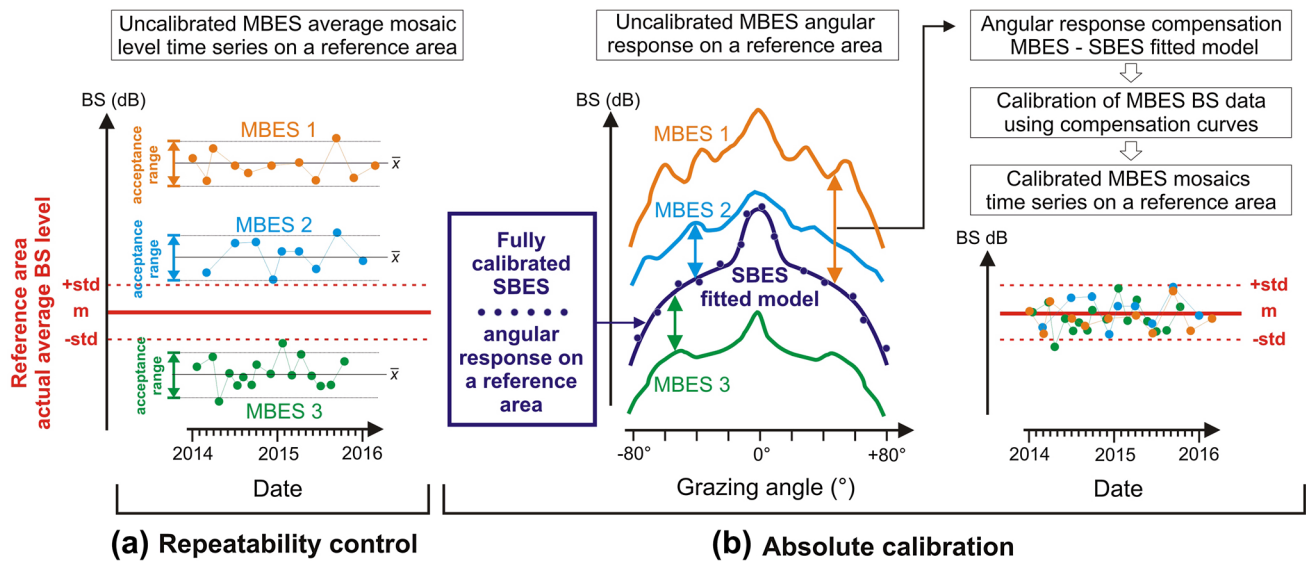 Uncalibrated MBES average mosaic
level time series on a reference area
BS (dB)
Reference area
actual average BS level
+std
m
-std
acceptance
range
MBES 1
x̄
acceptance
range
MBES 2
x̄
acceptance
range
MBES 3
x̄
2014
2015
2016
Date
(a) Repeatability control
Uncalibrated MBES angular
response on a reference area
BS (dB)
MBES 1
MBES 2
SBES
fitted model
MBES 3
Fully
calibrated
SBES
angular
response on
a reference
area
-80°
0°
+80°
Grazing angle (°)
Angular response compensation
MBES - SBES fitted model
Calibration of MBES BS data
using compensation curves
Calibrated MBES mosaics
time series on a reference area
BS dB
+std
m
-std
2014
2015
2016
Date
(b) Absolute calibration